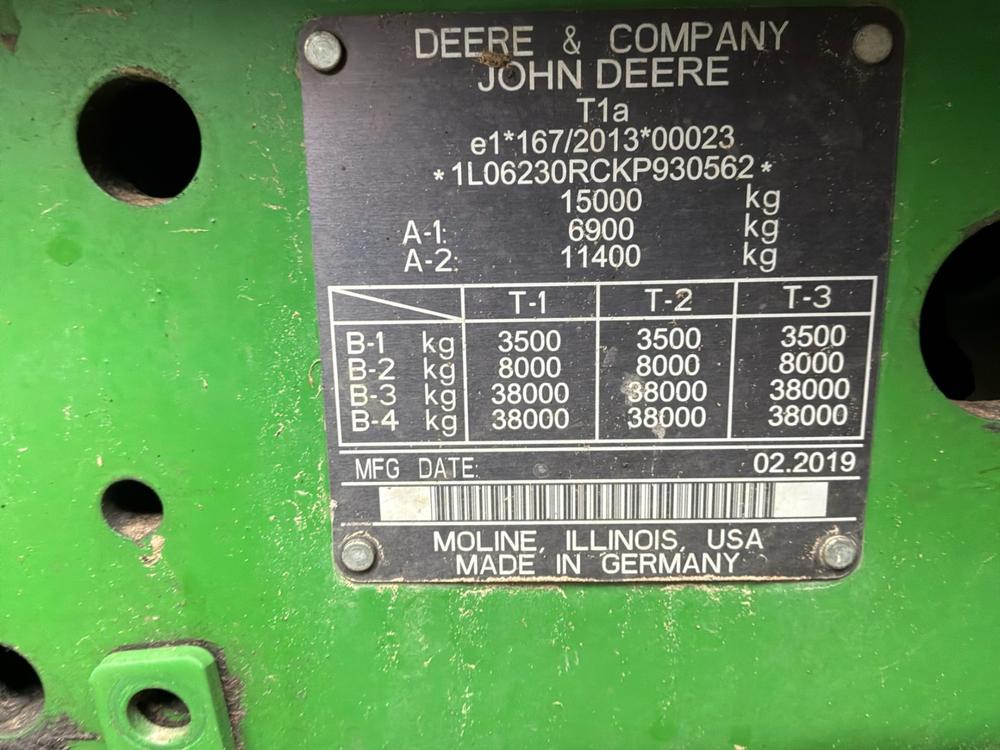 DEERE & COMPANY
JOHN DEERE
T1a
e1*167/2013*00023
*1L06230RCKP930562*
15000 kg
A-1: 6900 kg
A-2: 11400 kg
T-1 T-2 T-3
B-1 kg 3500 3500 3500
B-2 kg 8000 8000 8000
B-3 kg 38000 38000 38000
B-4 kg 38000 38000 38000
MFG DATE: 02.2019
MOLINE, ILLINOIS, USA
MADE IN GERMANY